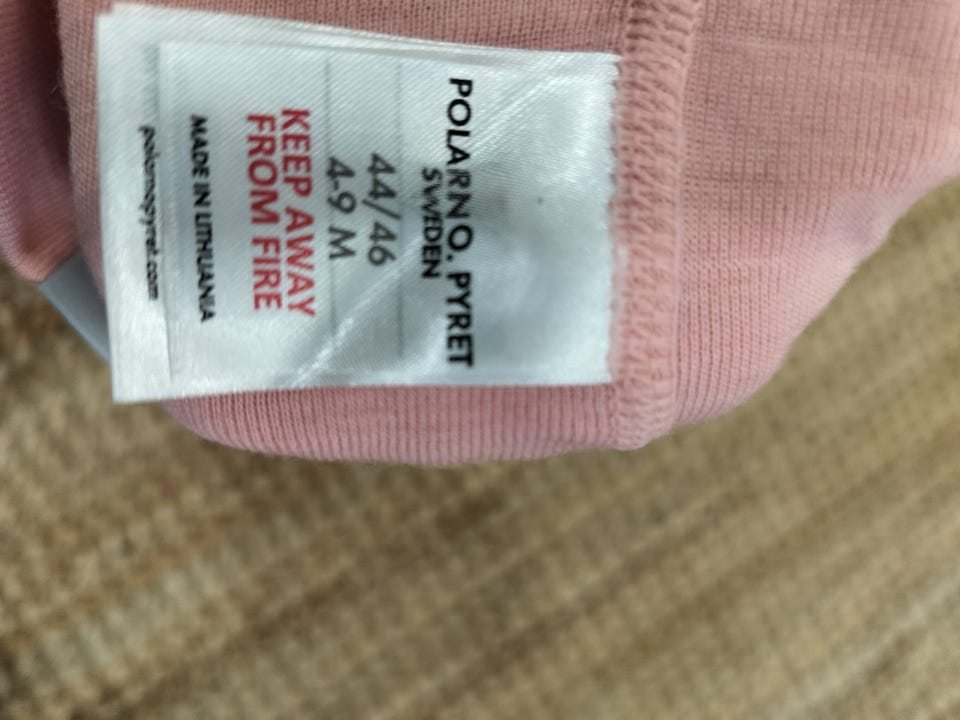 POLARN O. PYRET
SWEDEN
44/46
4-9 M
KEEP AWAY
FROM FIRE
MADE IN LITHUANIA
polarnopyret.com